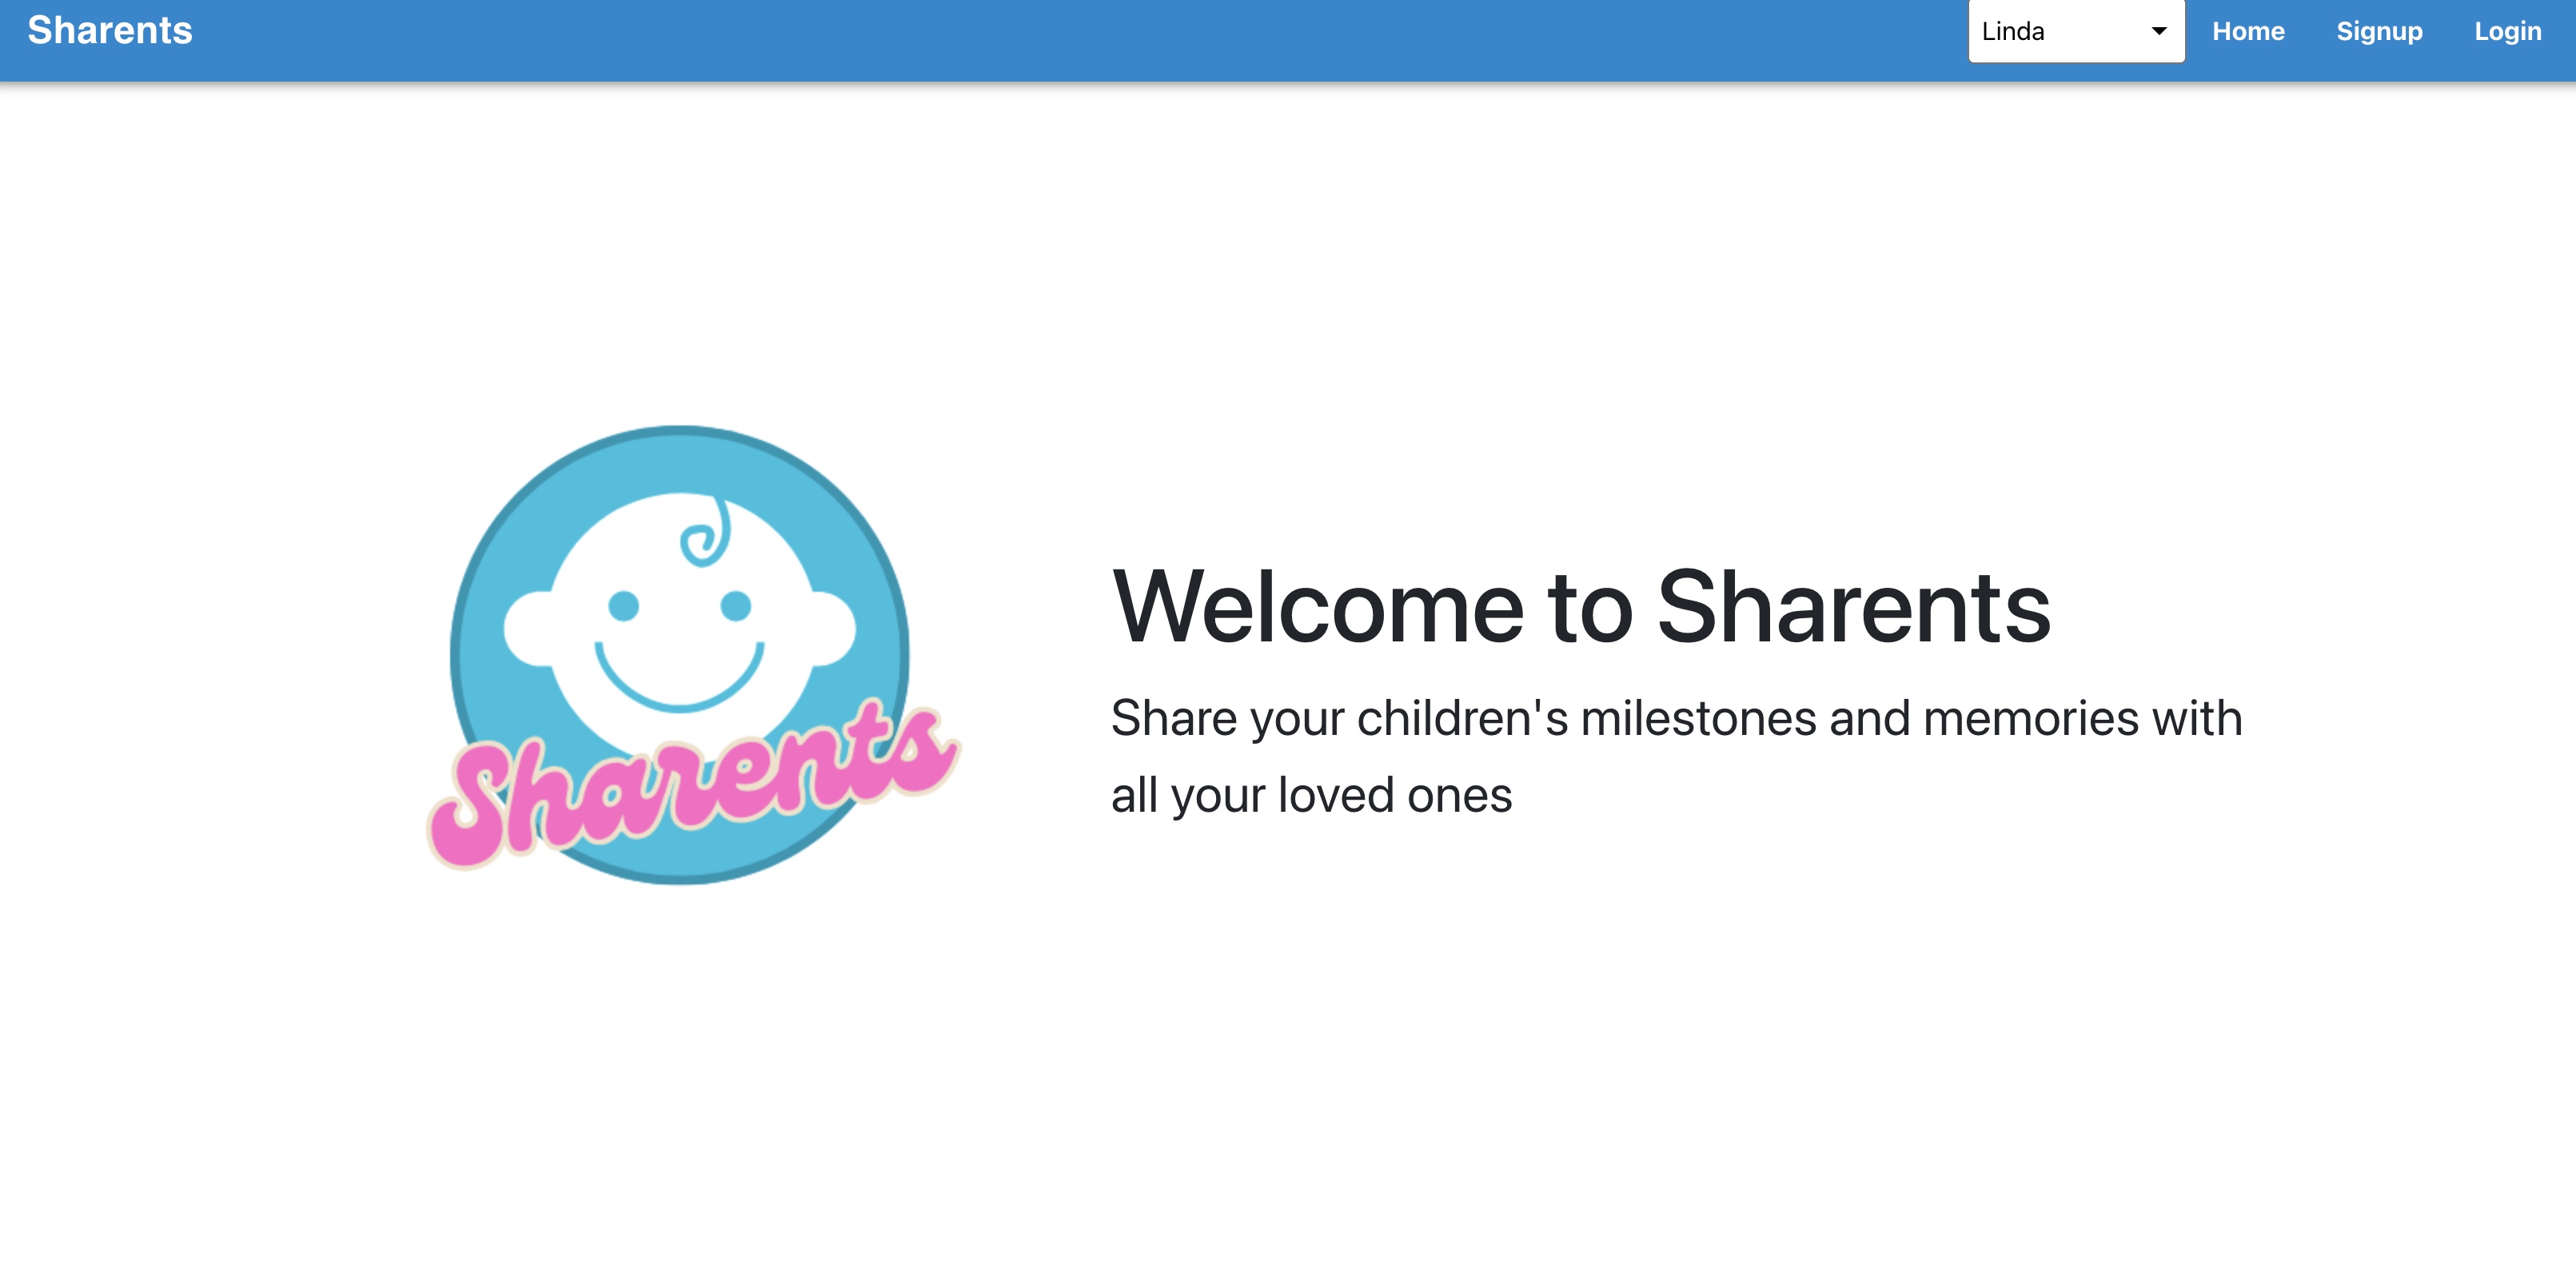 Sharents
Linda
Home
Signup
Login
Sharents
Welcome to Sharents
Share your children's milestones and memories with
all your loved ones